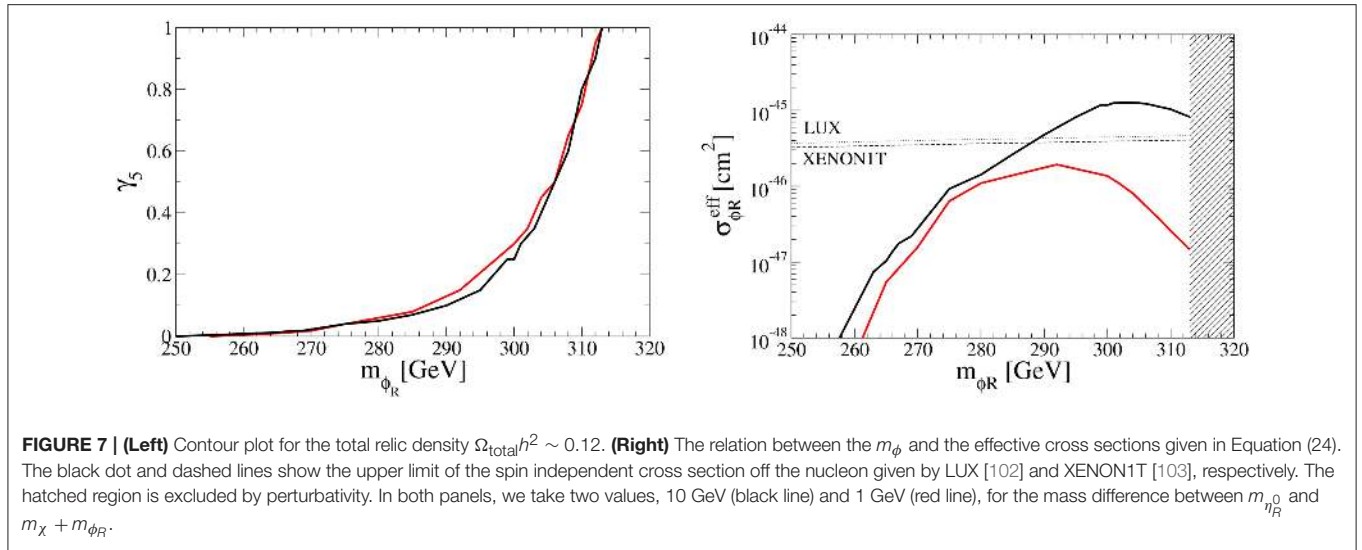 1
0.8
0.6
0.4
0.2
0
γ5
250 260 270 280 290 300 310 320
mϕR [GeV]
10-44
10-45
10-46
10-47
10-48
σeffϕR [cm2]
LUX
XENON1T
250 260 270 280 290 300 310 320
mϕR [GeV]
FIGURE 7 | (Left) Contour plot for the total relic density Ωtotalh2 ∼ 0.12. (Right) The relation between the mϕ and the effective cross sections given in Equation (24).
The black dot and dashed lines show the upper limit of the spin independent cross section off the nucleon given by LUX [102] and XENON1T [103], respectively. The
hatched region is excluded by perturbativity. In both panels, we take two values, 10 GeV (black line) and 1 GeV (red line), for the mass difference between mη0R and
mχ + mϕR.